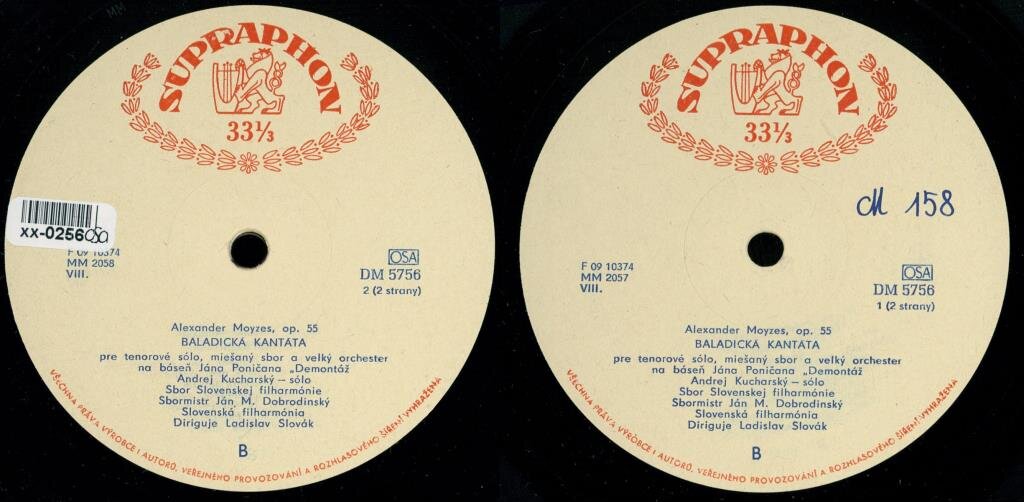 SUPRAPHON
33⅓
xx-0256
F 09 10374
MM 2058
VIII.
OSA
DM 5756
2 (2 strany)
Alexander Moyzes, op. 55
BALADICKÁ KANTÁTA
pre tenorové sólo, miešaný sbor a velký orchester
na báseň Jána Poničana „Demontáž
Andrej Kucharský – sólo
Sbor Slovenskej filharmónie
Sbormistr Ján M. Dobrodinský
Slovenská filharmónia
Diriguje Ladislav Slovák
B
VŠECHNA PRÁVA VÝROBCE I AUTORŮ, VEŘEJNÉHO PROVOZOVÁNÍ A ROZHLASOVÉHO ŠÍŘENÍ VYHRAŽENA
SUPRAPHON
33⅓
M 158
F 09 10374
MM 2057
VIII.
OSA
DM 5756
1 (2 strany)
Alexander Moyzes, op. 55
BALADICKÁ KANTÁTA
pre tenorové sólo, miešaný sbor a velký orchester
na báseň Jána Poničana „Demontáž
Andrej Kucharský – sólo
Sbor Slovenskej filharmónie
Sbormistr Ján M. Dobrodinský
Slovenská filharmónia
Diriguje Ladislav Slovák
B
VŠECHNA PRÁVA VÝROBCE I AUTORŮ, VEŘEJNÉHO PROVOZOVÁNÍ A ROZHLASOVÉHO ŠÍŘENÍ VYHRAŽENA